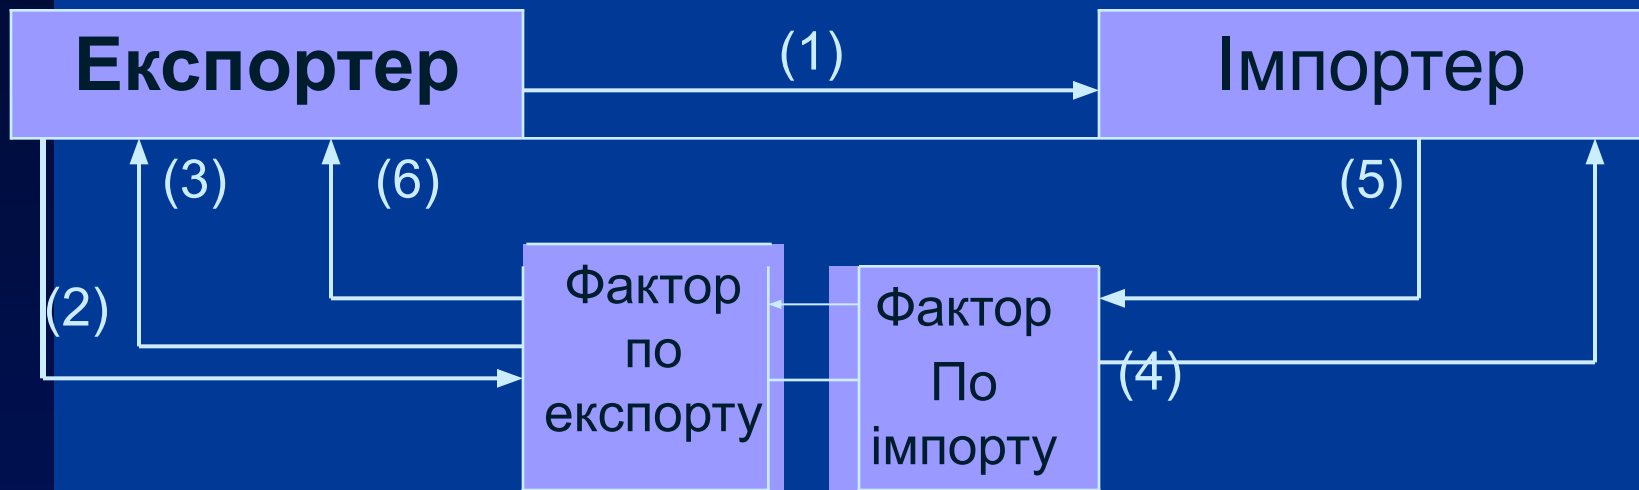 Експортер
(1)
Імпортер
(3)
(6)
(5)
(2)
Фактор
по
експорту
Фактор
По
імпорту
(4)